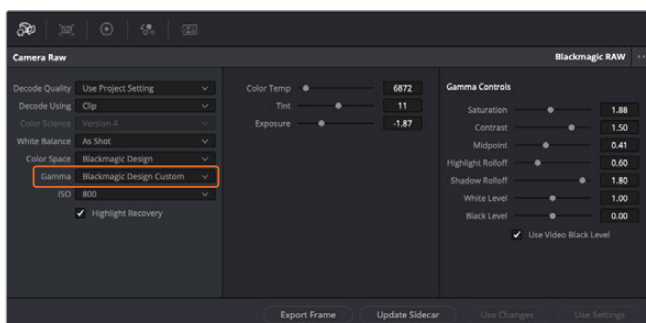 Camera Raw
Blackmagic RAW
Decode Quality Use Project Setting
Decode Using Clip
Color Science Version 4
White Balance As Shot
Color Space Blackmagic Design
Gamma Blackmagic Design Custom
ISO 800
Highlight Recovery
Color Temp 6872
Tint 11
Exposure -1.87
Gamma Controls
Saturation 1.88
Contrast 1.50
Midpoint 0.41
Highlight Rolloff 0.60
Shadow Rolloff 1.80
White Level 1.00
Black Level 0.00
Use Video Black Level
Export Frame
Update Sidecar
Use Changes
Use Settings